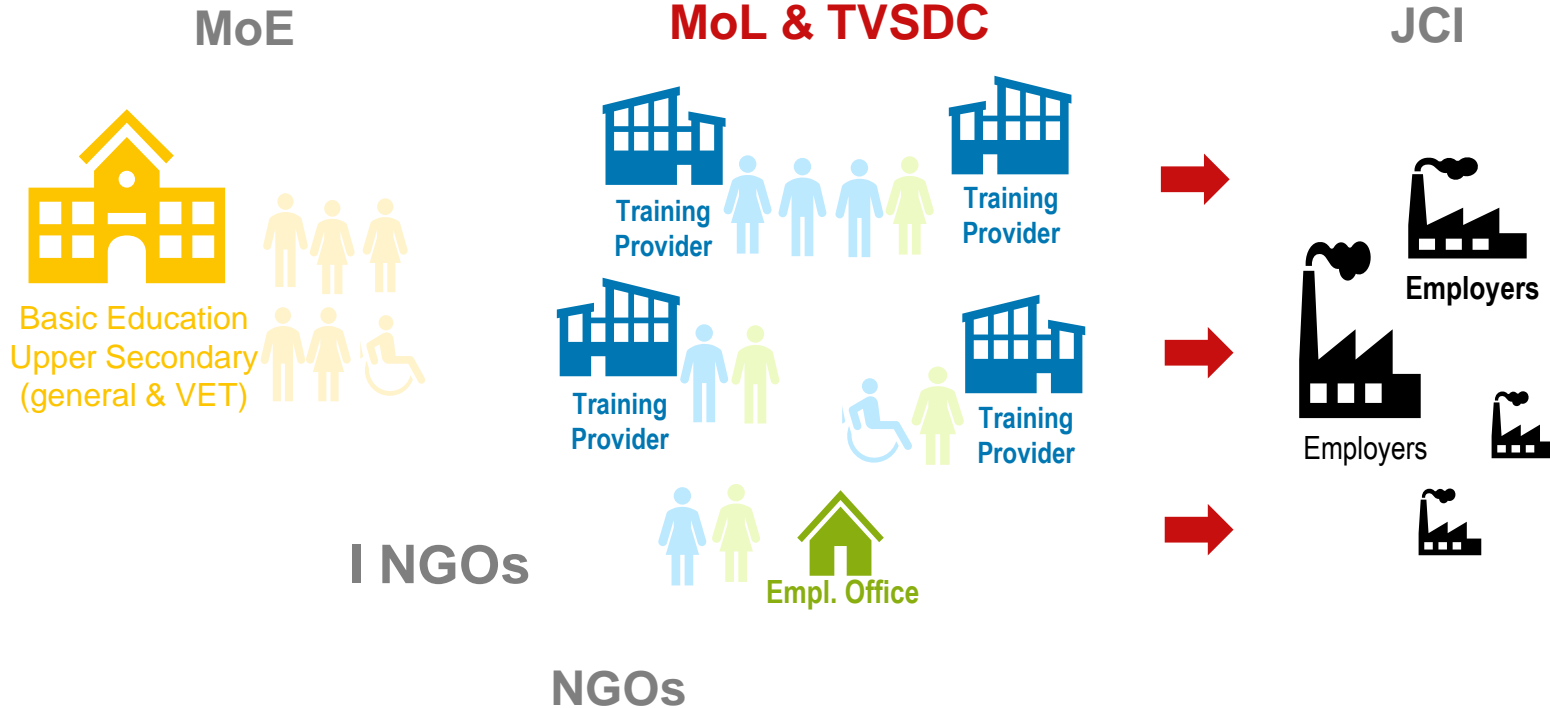 MoE
MoL & TVSDC
JCI
Training
Provider
Training
Provider
Employers
Basic Education
Upper Secondary
(general & VET)
Training
Provider
Training
Provider
Employers
I NGOs
Empl. Office
NGOs